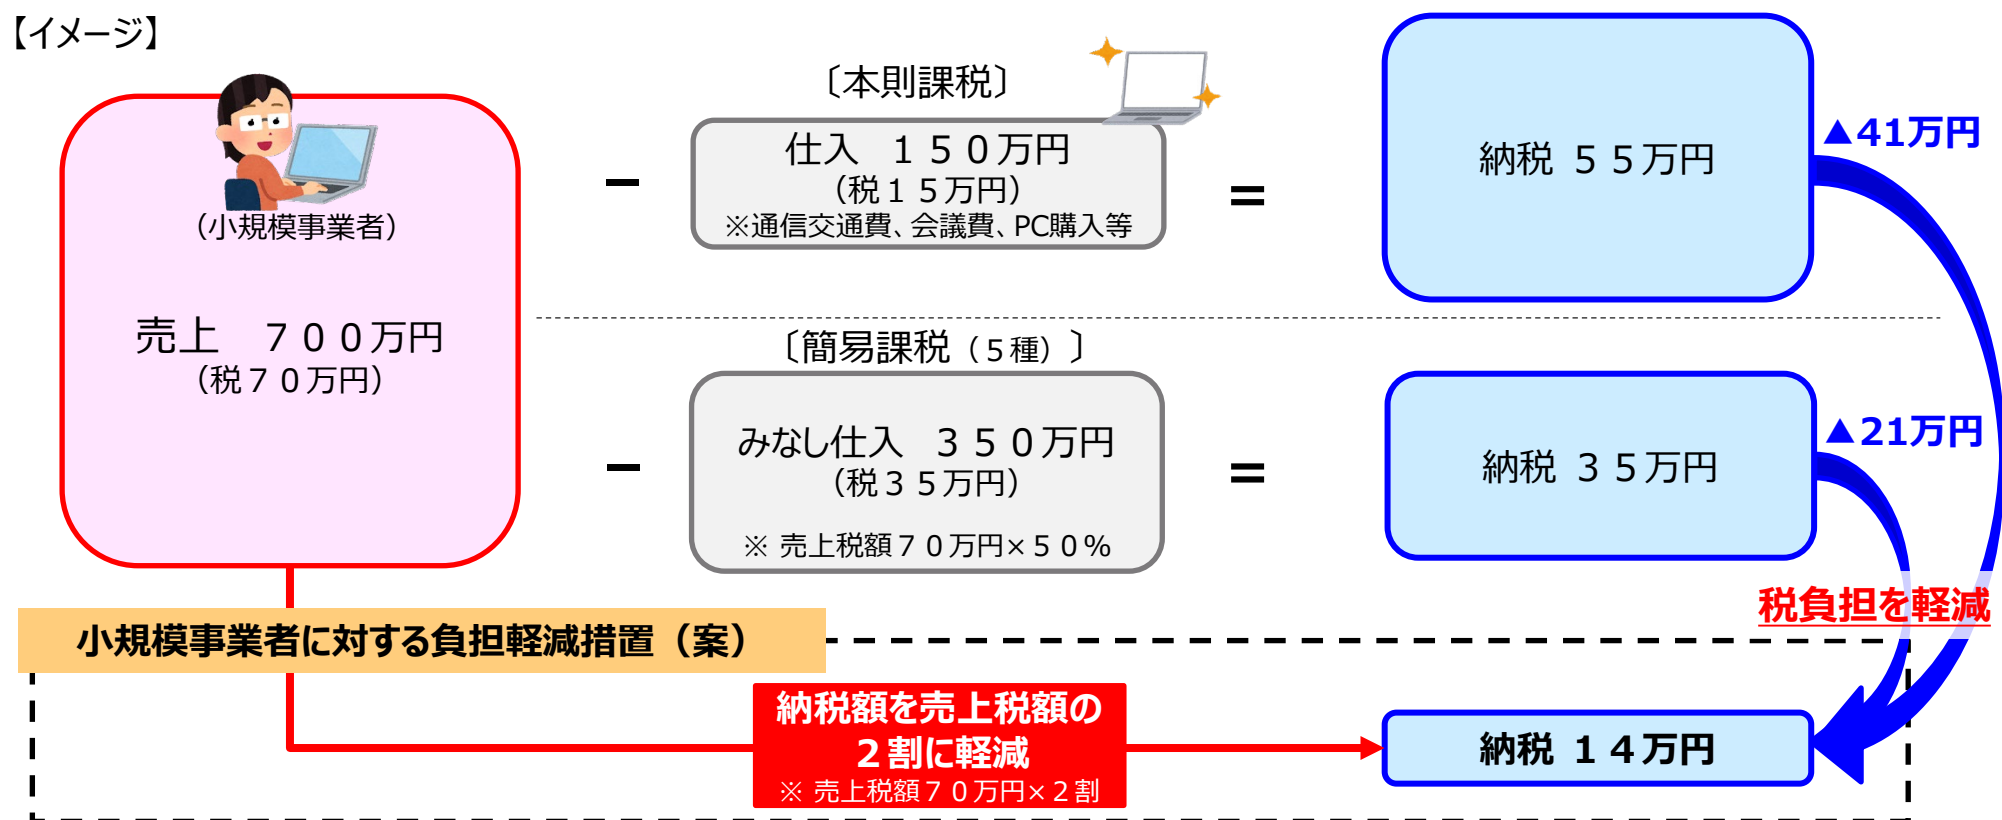 【イメージ】
（小規模事業者）
売上　７００万円
（税７０万円）
－
〔本則課税〕
仕入　１５０万円
（税１５万円）
※通信交通費、会議費、PC購入等
＝
納税 ５５万円
▲41万円
－
〔簡易課税（５種）〕
みなし仕入　３５０万円
（税３５万円）
※ 売上税額７０万円×５０％
＝
納税 ３５万円
▲21万円
税負担を軽減
小規模事業者に対する負担軽減措置（案）
納税額を売上税額の
２割に軽減
※ 売上税額７０万円×２割
納税 １４万円